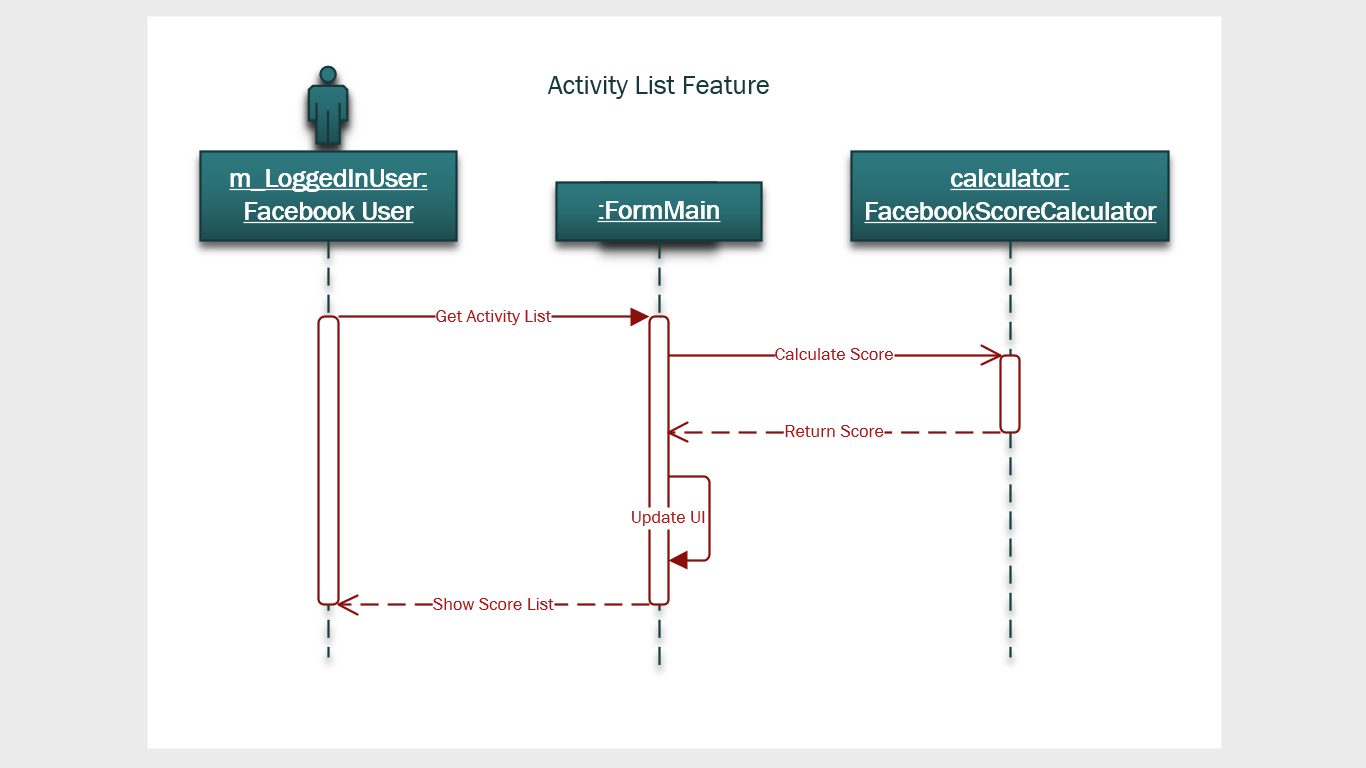 Activity List Feature
m_LoggedInUser:
Facebook User
:FormMain
calculator:
FacebookScoreCalculator
Get Activity List
Calculate Score
Return Score
Update UI
Show Score List